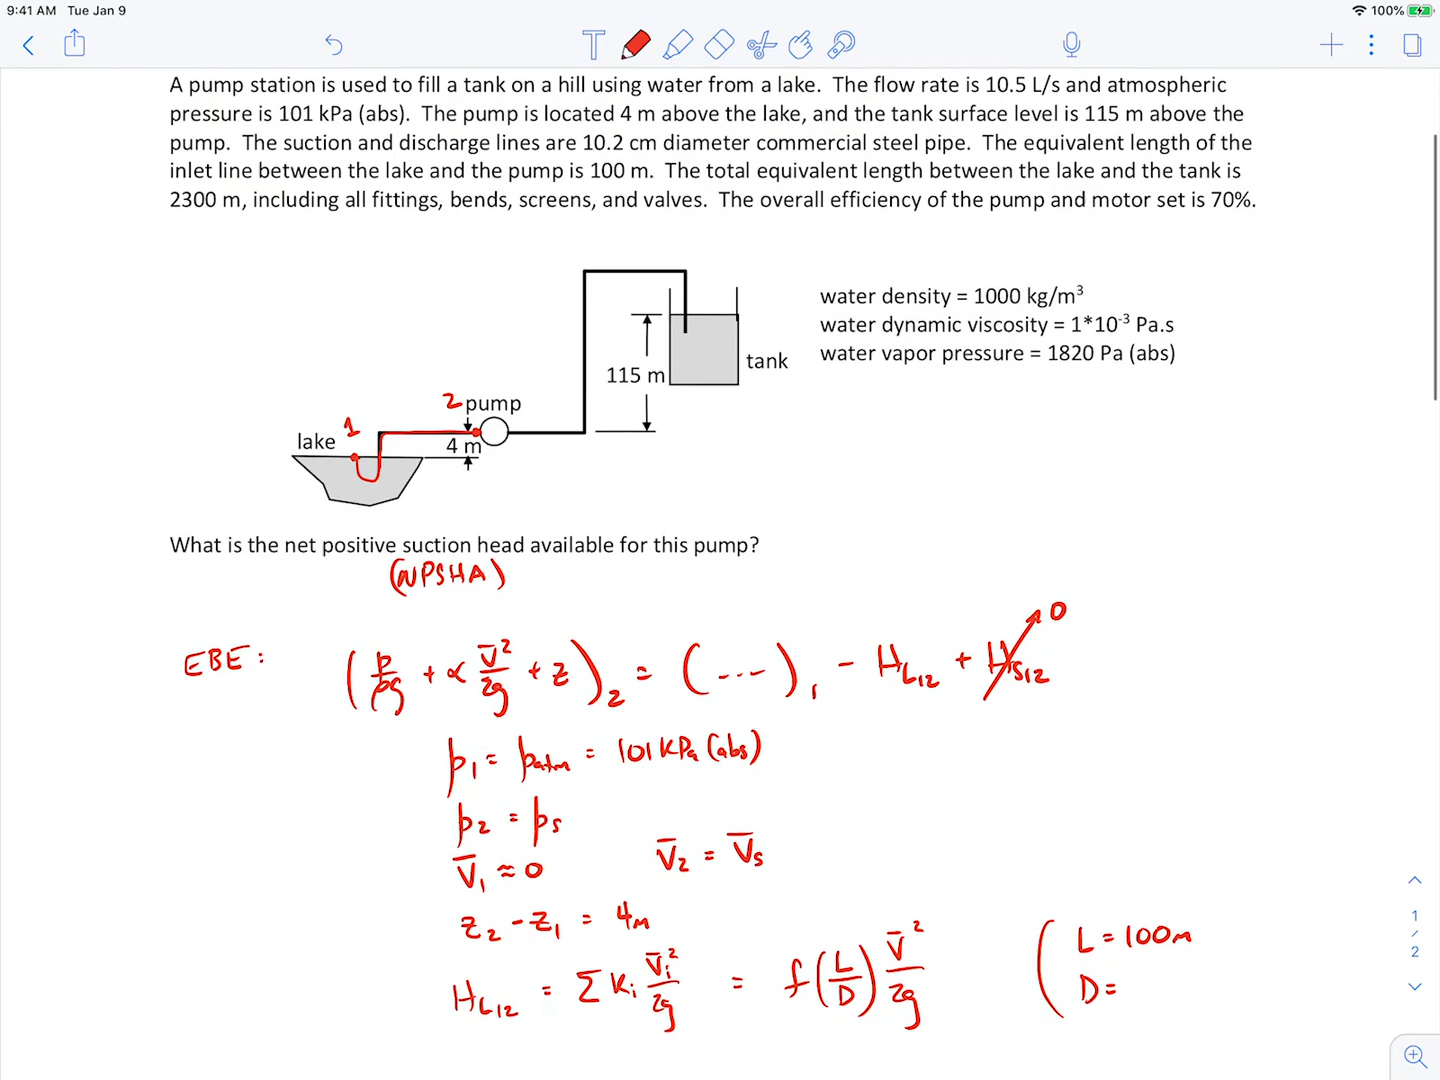 9:41 AM Tue Jan 9
100%
A pump station is used to fill a tank on a hill using water from a lake. The flow rate is 10.5 L/s and atmospheric
pressure is 101 kPa (abs). The pump is located 4 m above the lake, and the tank surface level is 115 m above the
pump. The suction and discharge lines are 10.2 cm diameter commercial steel pipe. The equivalent length of the
inlet line between the lake and the pump is 100 m. The total equivalent length between the lake and the tank is
2300 m, including all fittings, bends, screens, and valves. The overall efficiency of the pump and motor set is 70%.
water density = 1000 kg/m³
water dynamic viscosity = 1*10⁻³ Pa.s
water vapor pressure = 1820 Pa (abs)
tank
115 m
2 pump
1
lake
4 m
What is the net positive suction head available for this pump?
(NPSHA)
EBE: (p/ρg + α V̄²/2g + z)₂ = (...)₁ - H_L12 + H_S12 0
p₁ = p_atm = 101 kPa (abs)
p₂ = p_s
V̄₁ ≈ 0 V̄₂ = V̄_s
z₂ - z₁ = 4m
H_L12 = Σ K_i V̄_i²/2g = f (L/D) V̄²/2g ( L = 100m
D =
1
/
2